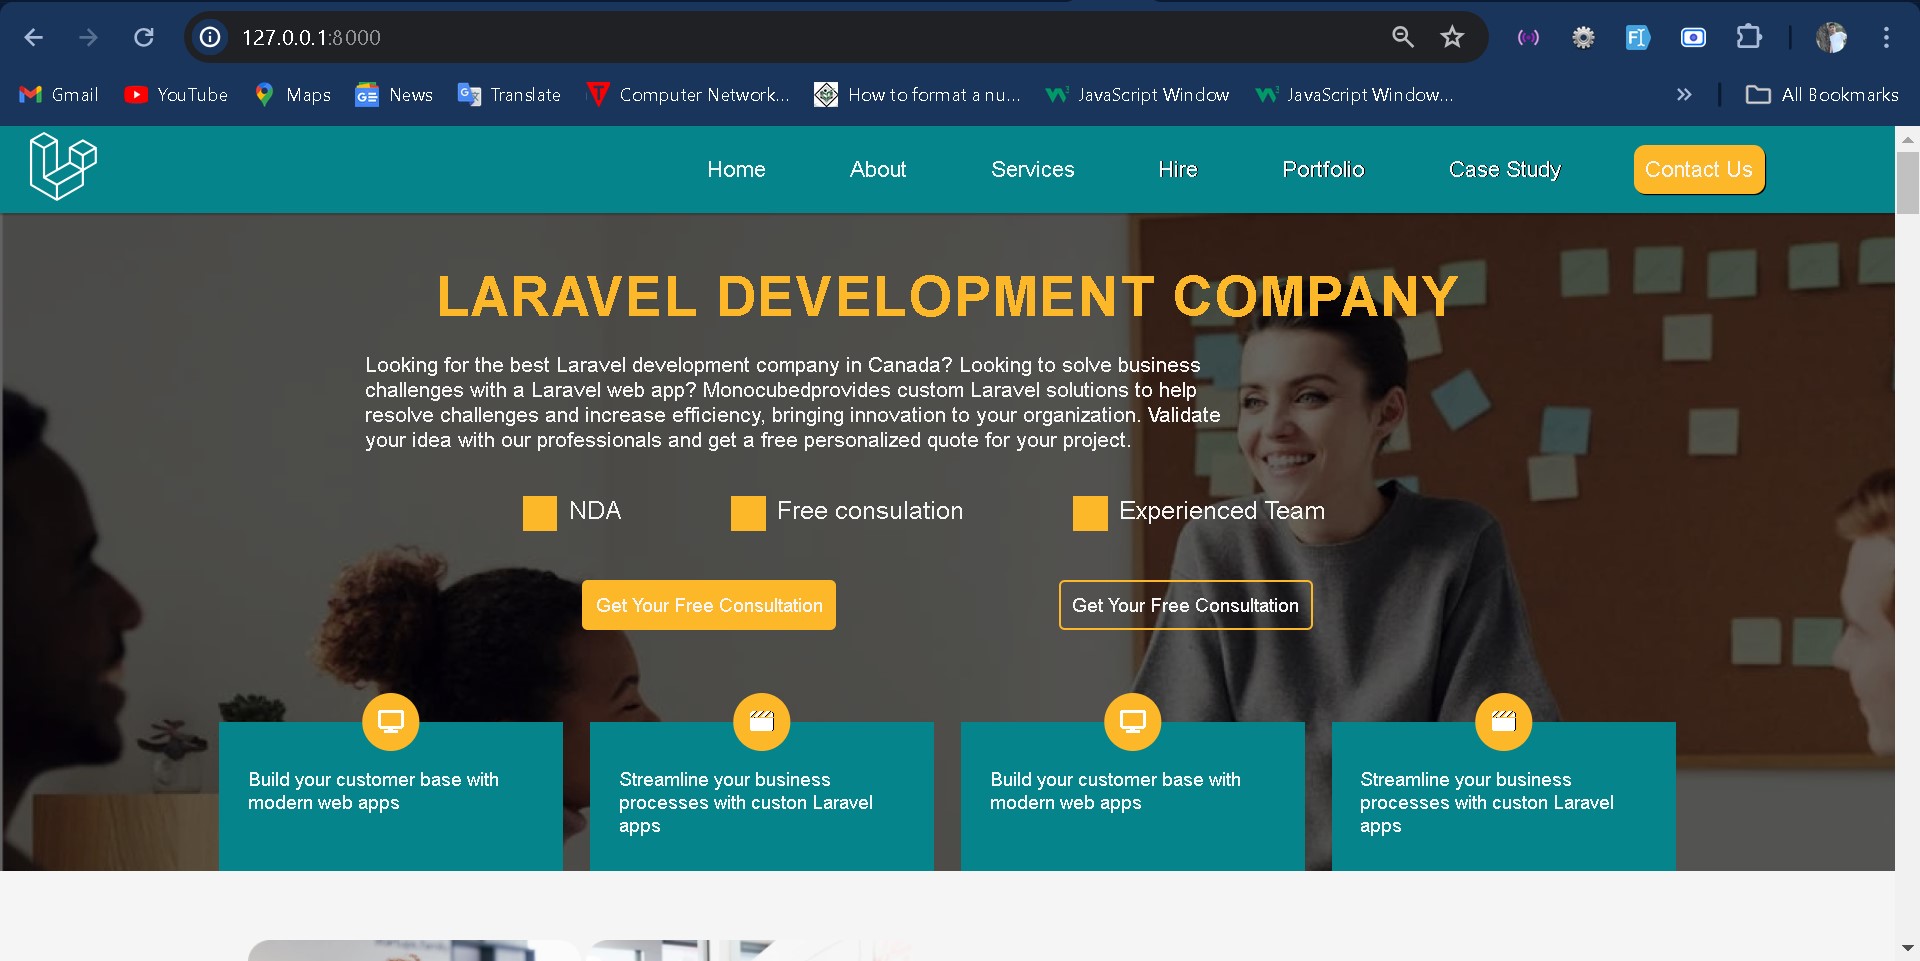 127.0.0.1:8000
Gmail
YouTube
Maps
News
Translate
Computer Network...
How to format a nu...
JavaScript Window
JavaScript Window...
All Bookmarks
Home
About
Services
Hire
Portfolio
Case Study
Contact Us
LARAVEL DEVELOPMENT COMPANY
Looking for the best Laravel development company in Canada? Looking to solve business
challenges with a Laravel web app? Monocubedprovides custom Laravel solutions to help
resolve challenges and increase efficiency, bringing innovation to your organization. Validate
your idea with our professionals and get a free personalized quote for your project.
NDA
Free consulation
Experienced Team
Get Your Free Consultation
Get Your Free Consultation
Build your customer base with
modern web apps
Streamline your business
processes with custon Laravel
apps
Build your customer base with
modern web apps
Streamline your business
processes with custon Laravel
apps